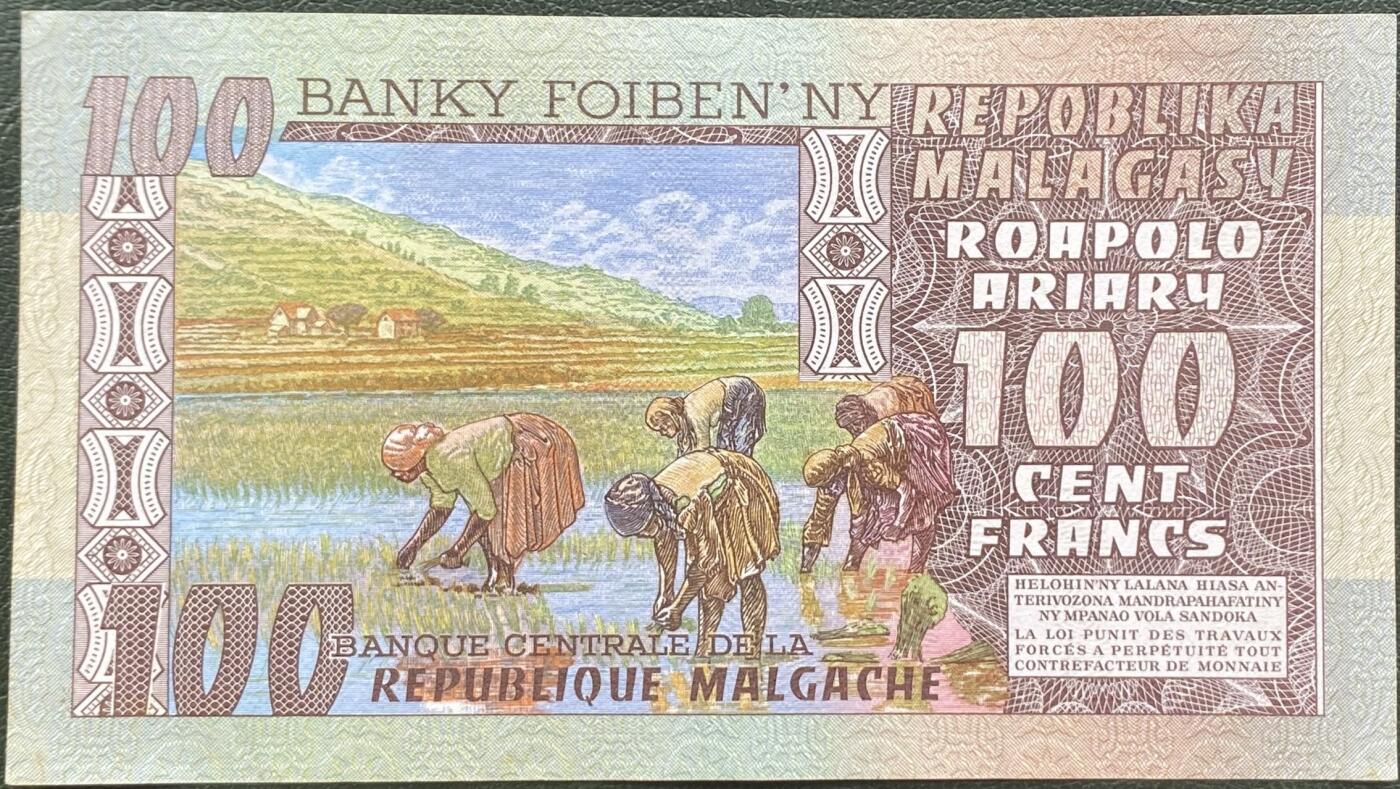 100
BANKY FOIBEN'NY
REPOBLIKA
MALAGASY
ROAPOLO
ARIARY
100
CENT
FRANCS
HELOHIN'NY LALANA HIASA AN-
TERIVOZONA MANDRAPAHAFATINY
NY MPANAO VOLA SANDOKA
LA LOI PUNIT DES TRAVAUX
FORCÉS A PERPÉTUITÉ TOUT
CONTREFACTEUR DE MONNAIE
100
BANQUE CENTRALE DE LA
REPUBLIQUE MALGACHE